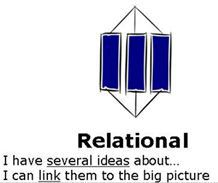 Relational
I have several ideas about...
I can link them to the big picture